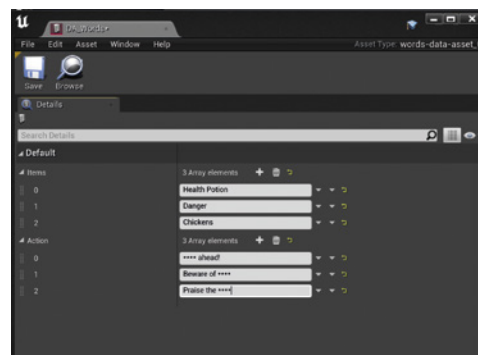 DA_Words*
File Edit Asset Window Help Asset Type: words-data-asset_
Save Browse
Details
Search Details
Default
Items 3 Array elements
0 Health Potion
1 Danger
2 Chickens
Action 3 Array elements
0 **** ahead!
1 Beware of ****
2 Praise the ****